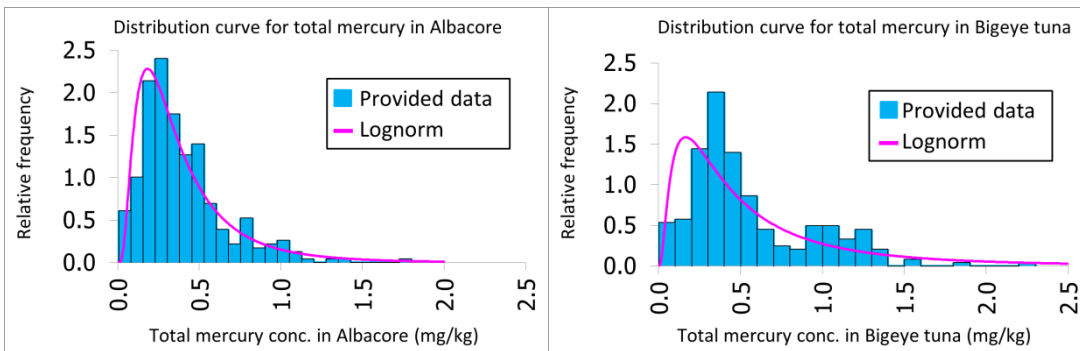 Distribution curve for total mercury in Albacore
Relative frequency
2.5
2.0
1.5
1.0
0.5
0.0
Provided data
Lognorm
0.0
0.5
1.0
1.5
2.0
2.5
Total mercury conc. in Albacore (mg/kg)
Distribution curve for total mercury in Bigeye tuna
Relative frequency
2.5
2.0
1.5
1.0
0.5
0.0
Provided data
Lognorm
0.0
0.5
1.0
1.5
2.0
2.5
Total mercury conc. in Bigeye tuna (mg/kg)